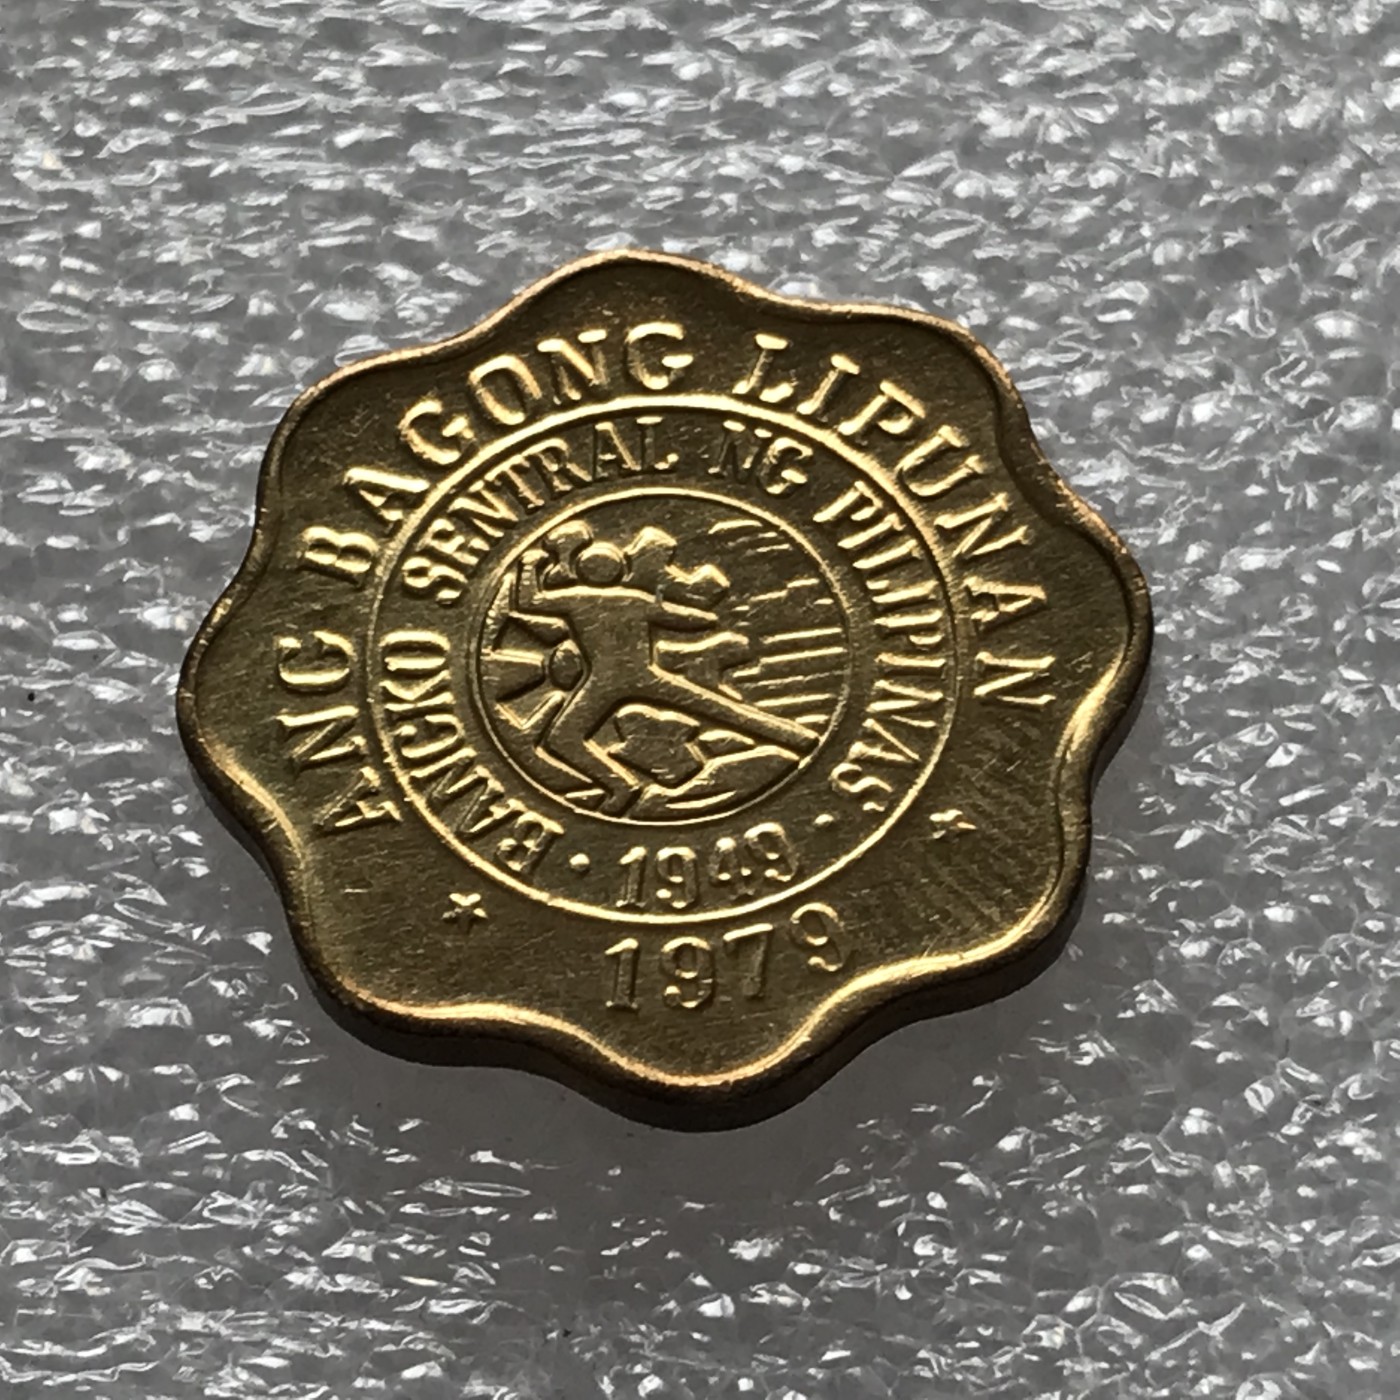 ANG BAGONG LIPUNAN
BANGKO SENTRAL NG PILIPINAS
· 1949 ·
1979